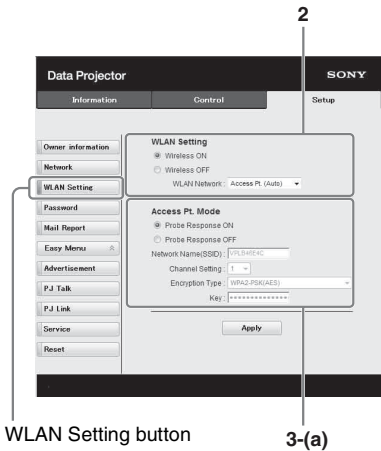 2
Data Projector
SONY
Information Control Setup
Owner information
Network
WLAN Setting
Password
Mail Report
Easy Menu
Advertisement
PJ Talk
PJ Link
Service
Reset
WLAN Setting
Wireless ON
Wireless OFF
WLAN Network : Access Pt. (Auto)
Access Pt. Mode
Probe Response ON
Probe Response OFF
Network Name(SSID) :
Channel Setting : 1
Encryption Type : WPA2-PSK(AES)
Key : ••••••••••••••
Apply
WLAN Setting button
3-(a)